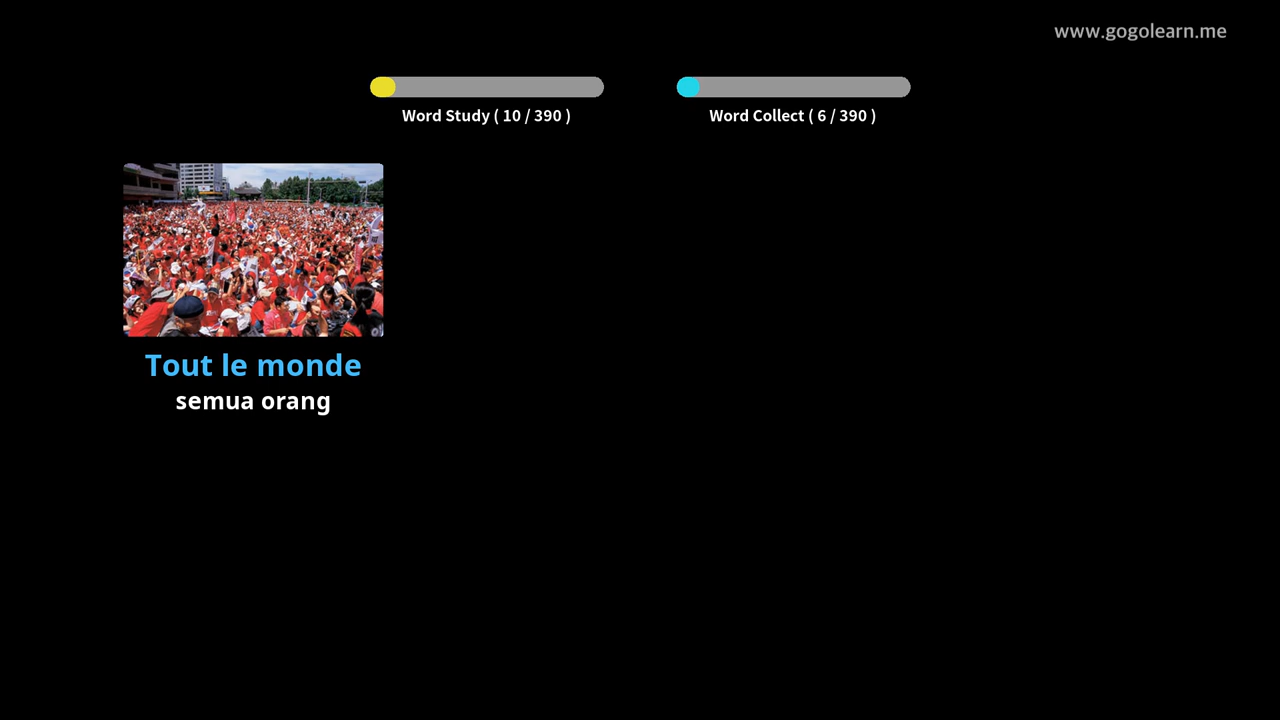 www.gogolearn.me
Word Study ( 10 / 390 )
Word Collect ( 6 / 390 )
Tout le monde
semua orang